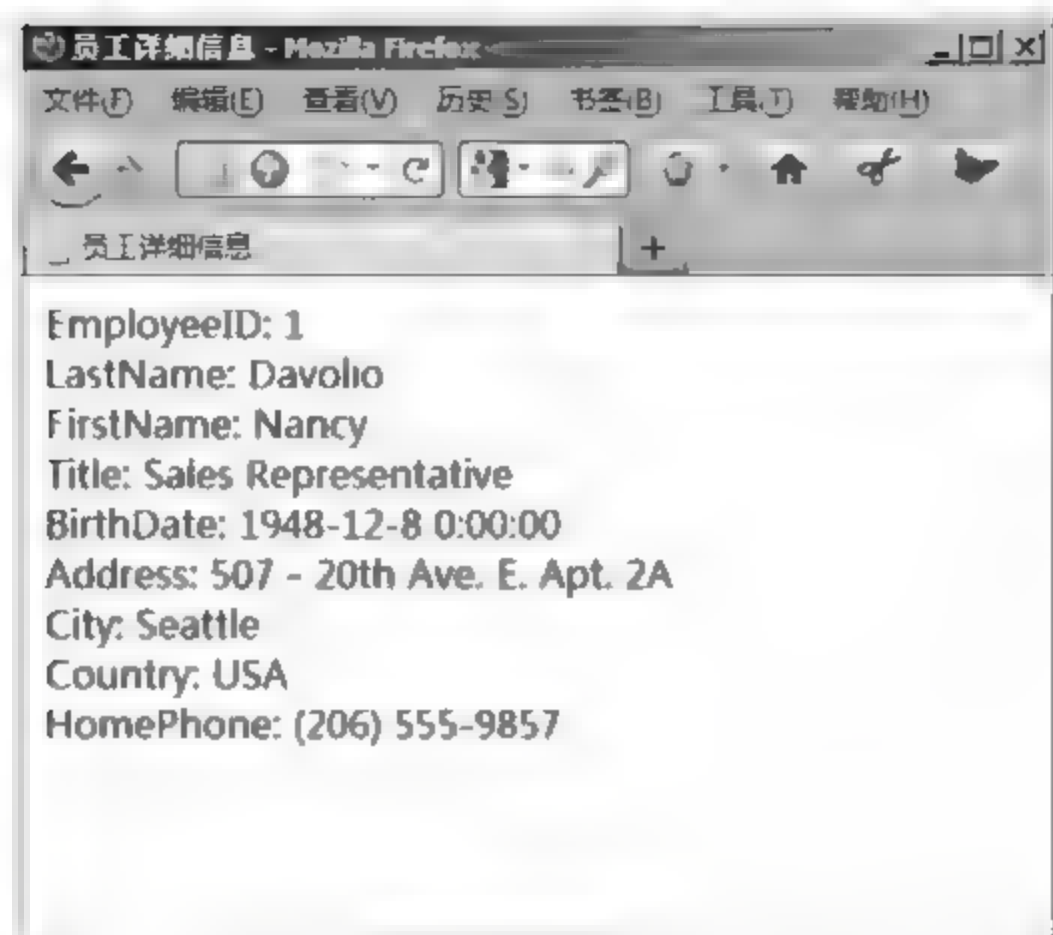 员工详细信息 - Mozilla Firefox
文件(F) 编辑(E) 查看(V) 历史(S) 书签(B) 工具(T) 帮助(H)
员工详细信息
EmployeeID: 1
LastName: Davolio
FirstName: Nancy
Title: Sales Representative
BirthDate: 1948-12-8 0:00:00
Address: 507 - 20th Ave. E. Apt. 2A
City: Seattle
Country: USA
HomePhone: (206) 555-9857